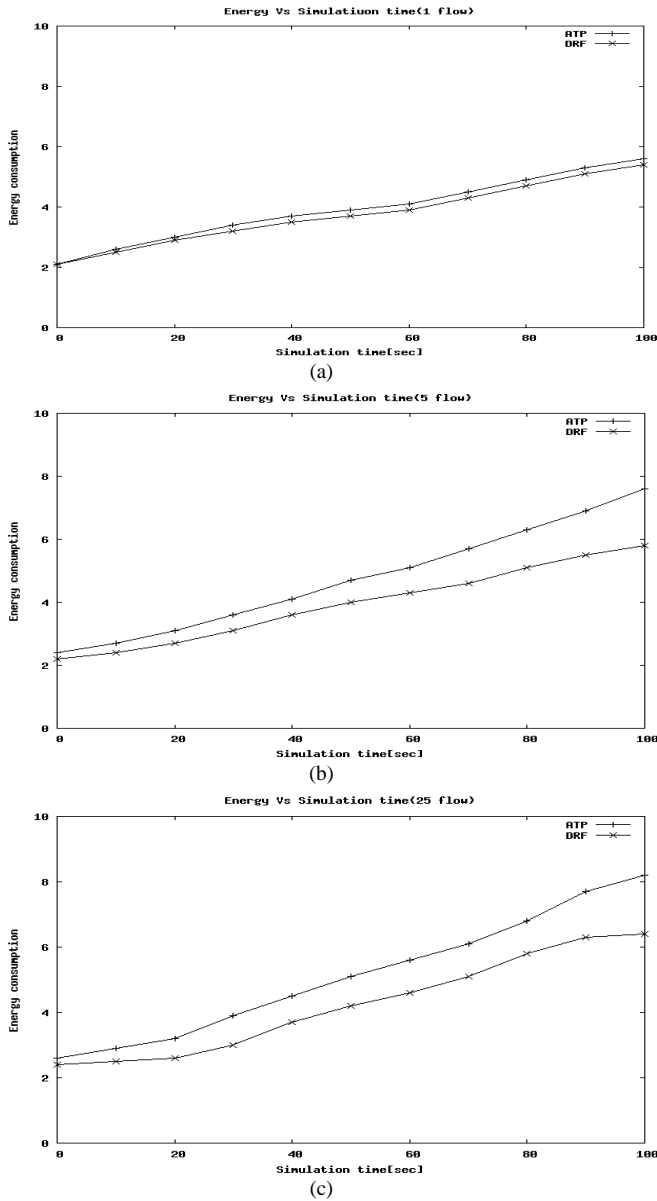 Energy Vs Simulatiuon time(1 flow)
10
8
6
4
2
0
Energy consumption
ATP
DRF
0 20 40 60 80 100
Simulation time[sec]
(a)
Energy Vs Simulation time(5 flow)
10
8
6
4
2
0
Energy consumption
ATP
DRF
0 20 40 60 80 100
Simulation time[sec]
(b)
Energy Vs Simulation time(25 flow)
10
8
6
4
2
0
Energy consumption
ATP
DRF
0 20 40 60 80 100
Simulation time[sec]
(c)